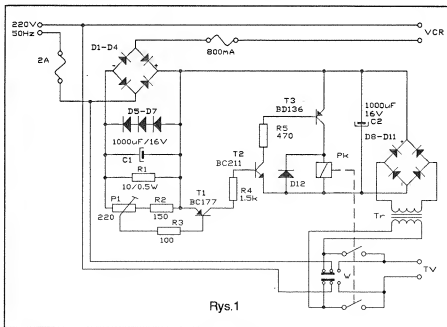 220V
50Hz
2A
D1-D4
800mA
VCR
D5-D7
1000uF/16V
C1
R1
10/0.5W
P1
220
R2
150
R3
100
T1
BC177
R4
1.5k
T2
BC211
R5
470
T3
BD136
D12
Pk
1000uF
16V
C2
D8-D11
Tr
W
TV
Rys.1